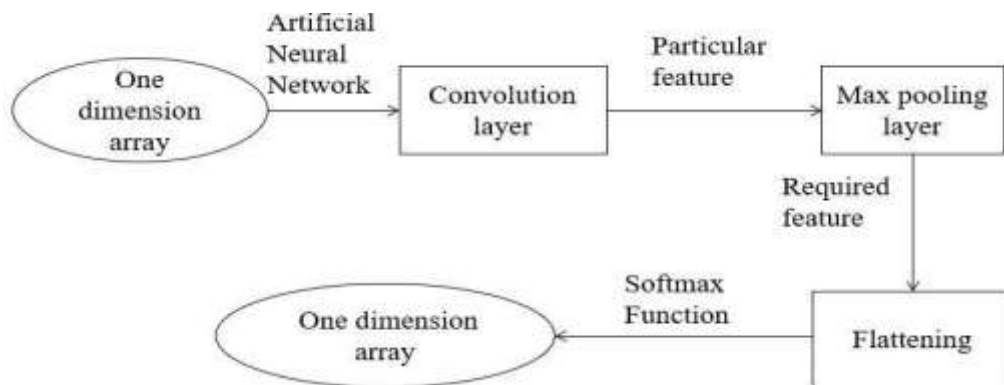 One
dimension
array
Artificial
Neural
Network
Convolution
layer
Particular
feature
Max pooling
layer
Required
feature
Flattening
Softmax
Function
One dimension
array